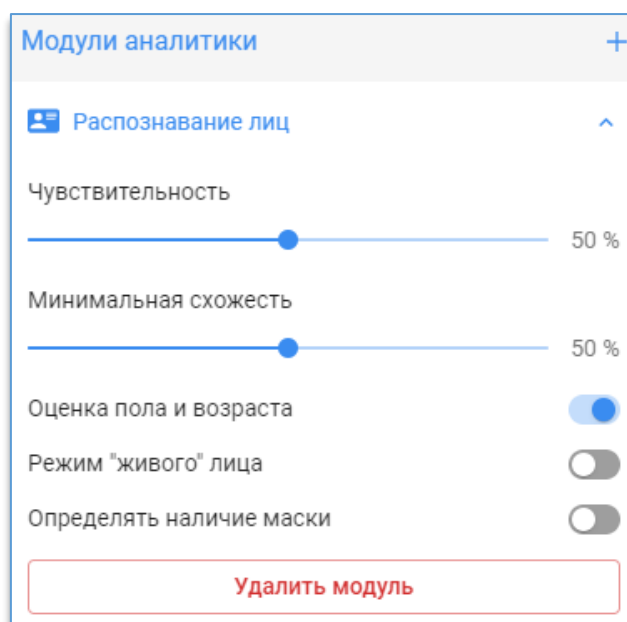 Модули аналитики
Распознавание лиц
Чувствительность
50 %
Минимальная схожесть
50 %
Оценка пола и возраста
Режим "живого" лица
Определять наличие маски
Удалить модуль